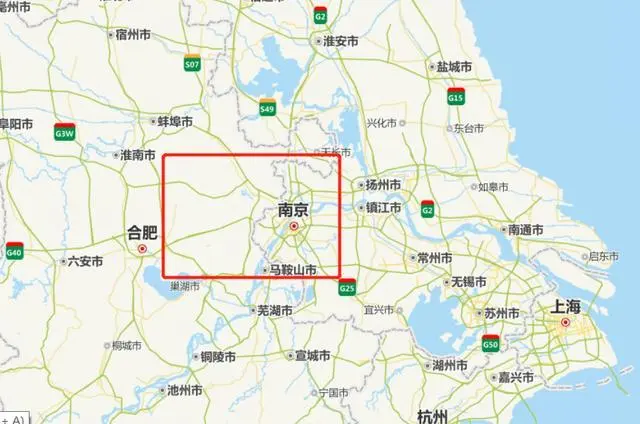 亳州市
宿州市
G2
淮安市
S07
盐城市
G15
S49
阜阳市
G3W
蚌埠市
兴化市
东台市
淮南市
天长市
扬州市
如皋市
南京
镇江市
G2
合肥
南通市
G40
六安市
马鞍山市
常州市
启东市
巢湖市
G25
无锡市
芜湖市
宜兴市
苏州市
上海
桐城市
铜陵市
宣城市
G50
湖州市
嘉兴市
池州市
宁国市
杭州
+ A)